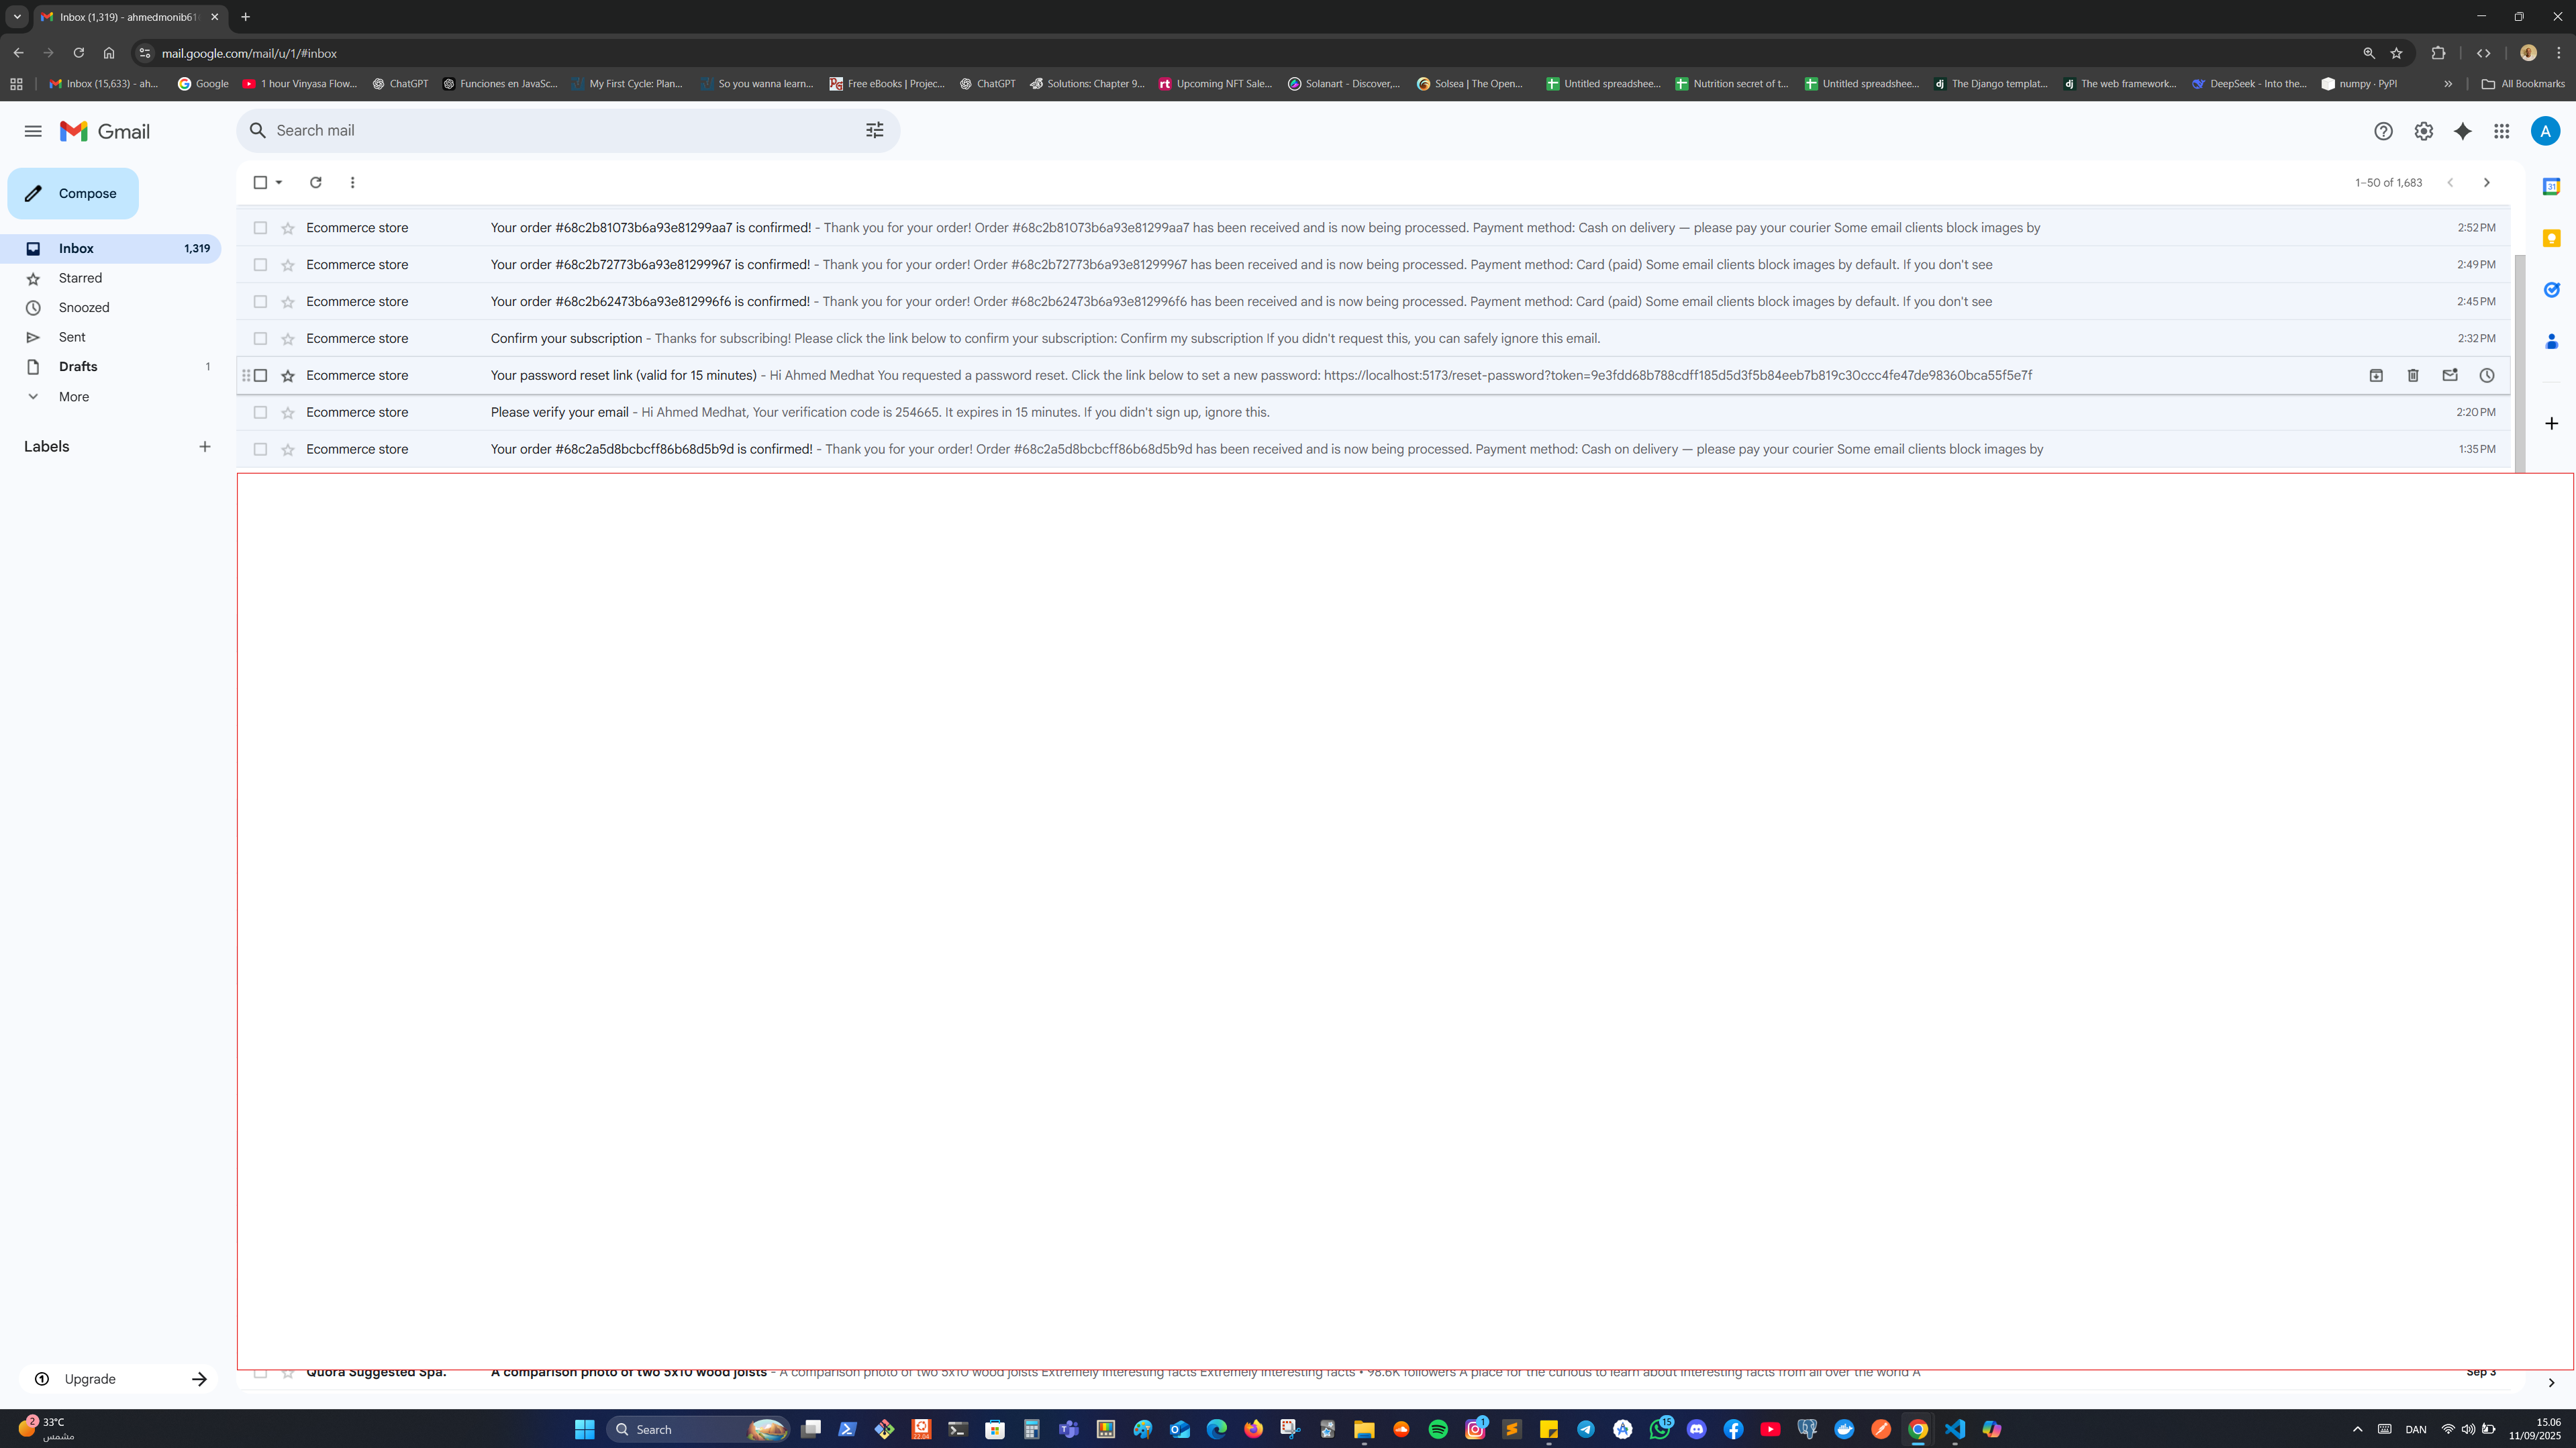 Inbox (1,319) - ahmedmonib61
mail.google.com/mail/u/1/#inbox
Inbox (15,633) - ah...
Google
1 hour Vinyasa Flow...
ChatGPT
Funciones en JavaSc...
My First Cycle: Plan...
So you wanna learn...
Free eBooks | Projec...
ChatGPT
Solutions: Chapter 9...
Upcoming NFT Sale...
Solanart - Discover,...
Solsea | The Open...
Untitled spreadshee...
Nutrition secret of t...
Untitled spreadshee...
The Django templat...
The web framework...
DeepSeek - Into the...
numpy · PyPI
All Bookmarks
Gmail
Search mail
A
Compose
1–50 of 1,683
Inbox 1,319
Starred
Snoozed
Sent
Drafts 1
More
Labels
Ecommerce store Your order #68c2b81073b6a93e81299aa7 is confirmed! - Thank you for your order! Order #68c2b81073b6a93e81299aa7 has been received and is now being processed. Payment method: Cash on delivery — please pay your courier Some email clients block images by 2:52 PM
Ecommerce store Your order #68c2b72773b6a93e81299967 is confirmed! - Thank you for your order! Order #68c2b72773b6a93e81299967 has been received and is now being processed. Payment method: Card (paid) Some email clients block images by default. If you don't see 2:49 PM
Ecommerce store Your order #68c2b62473b6a93e812996f6 is confirmed! - Thank you for your order! Order #68c2b62473b6a93e812996f6 has been received and is now being processed. Payment method: Card (paid) Some email clients block images by default. If you don't see 2:45 PM
Ecommerce store Confirm your subscription - Thanks for subscribing! Please click the link below to confirm your subscription: Confirm my subscription If you didn't request this, you can safely ignore this email. 2:32 PM
Ecommerce store Your password reset link (valid for 15 minutes) - Hi Ahmed Medhat You requested a password reset. Click the link below to set a new password: https://localhost:5173/reset-password?token=9e3fdd68b788cdff185d5d3f5b84eeb7b819c30ccc4fe47de98360bca55f5e7f
Ecommerce store Please verify your email - Hi Ahmed Medhat, Your verification code is 254665. It expires in 15 minutes. If you didn't sign up, ignore this. 2:20 PM
Ecommerce store Your order #68c2a5d8bcbcff86b68d5b9d is confirmed! - Thank you for your order! Order #68c2a5d8bcbcff86b68d5b9d has been received and is now being processed. Payment method: Cash on delivery — please pay your courier Some email clients block images by 1:35 PM
Quora Suggested Spa. A comparison photo of two 5x10 wood joists - A comparison photo of two 5x10 wood joists Extremely Interesting facts Extremely Interesting facts • 98.6K followers A place for the curious to learn about interesting facts from all over the world A Sep 3
Upgrade
2
33°C
مشمس
Search
22.04
1
15
DAN
15.06
11/09/2025